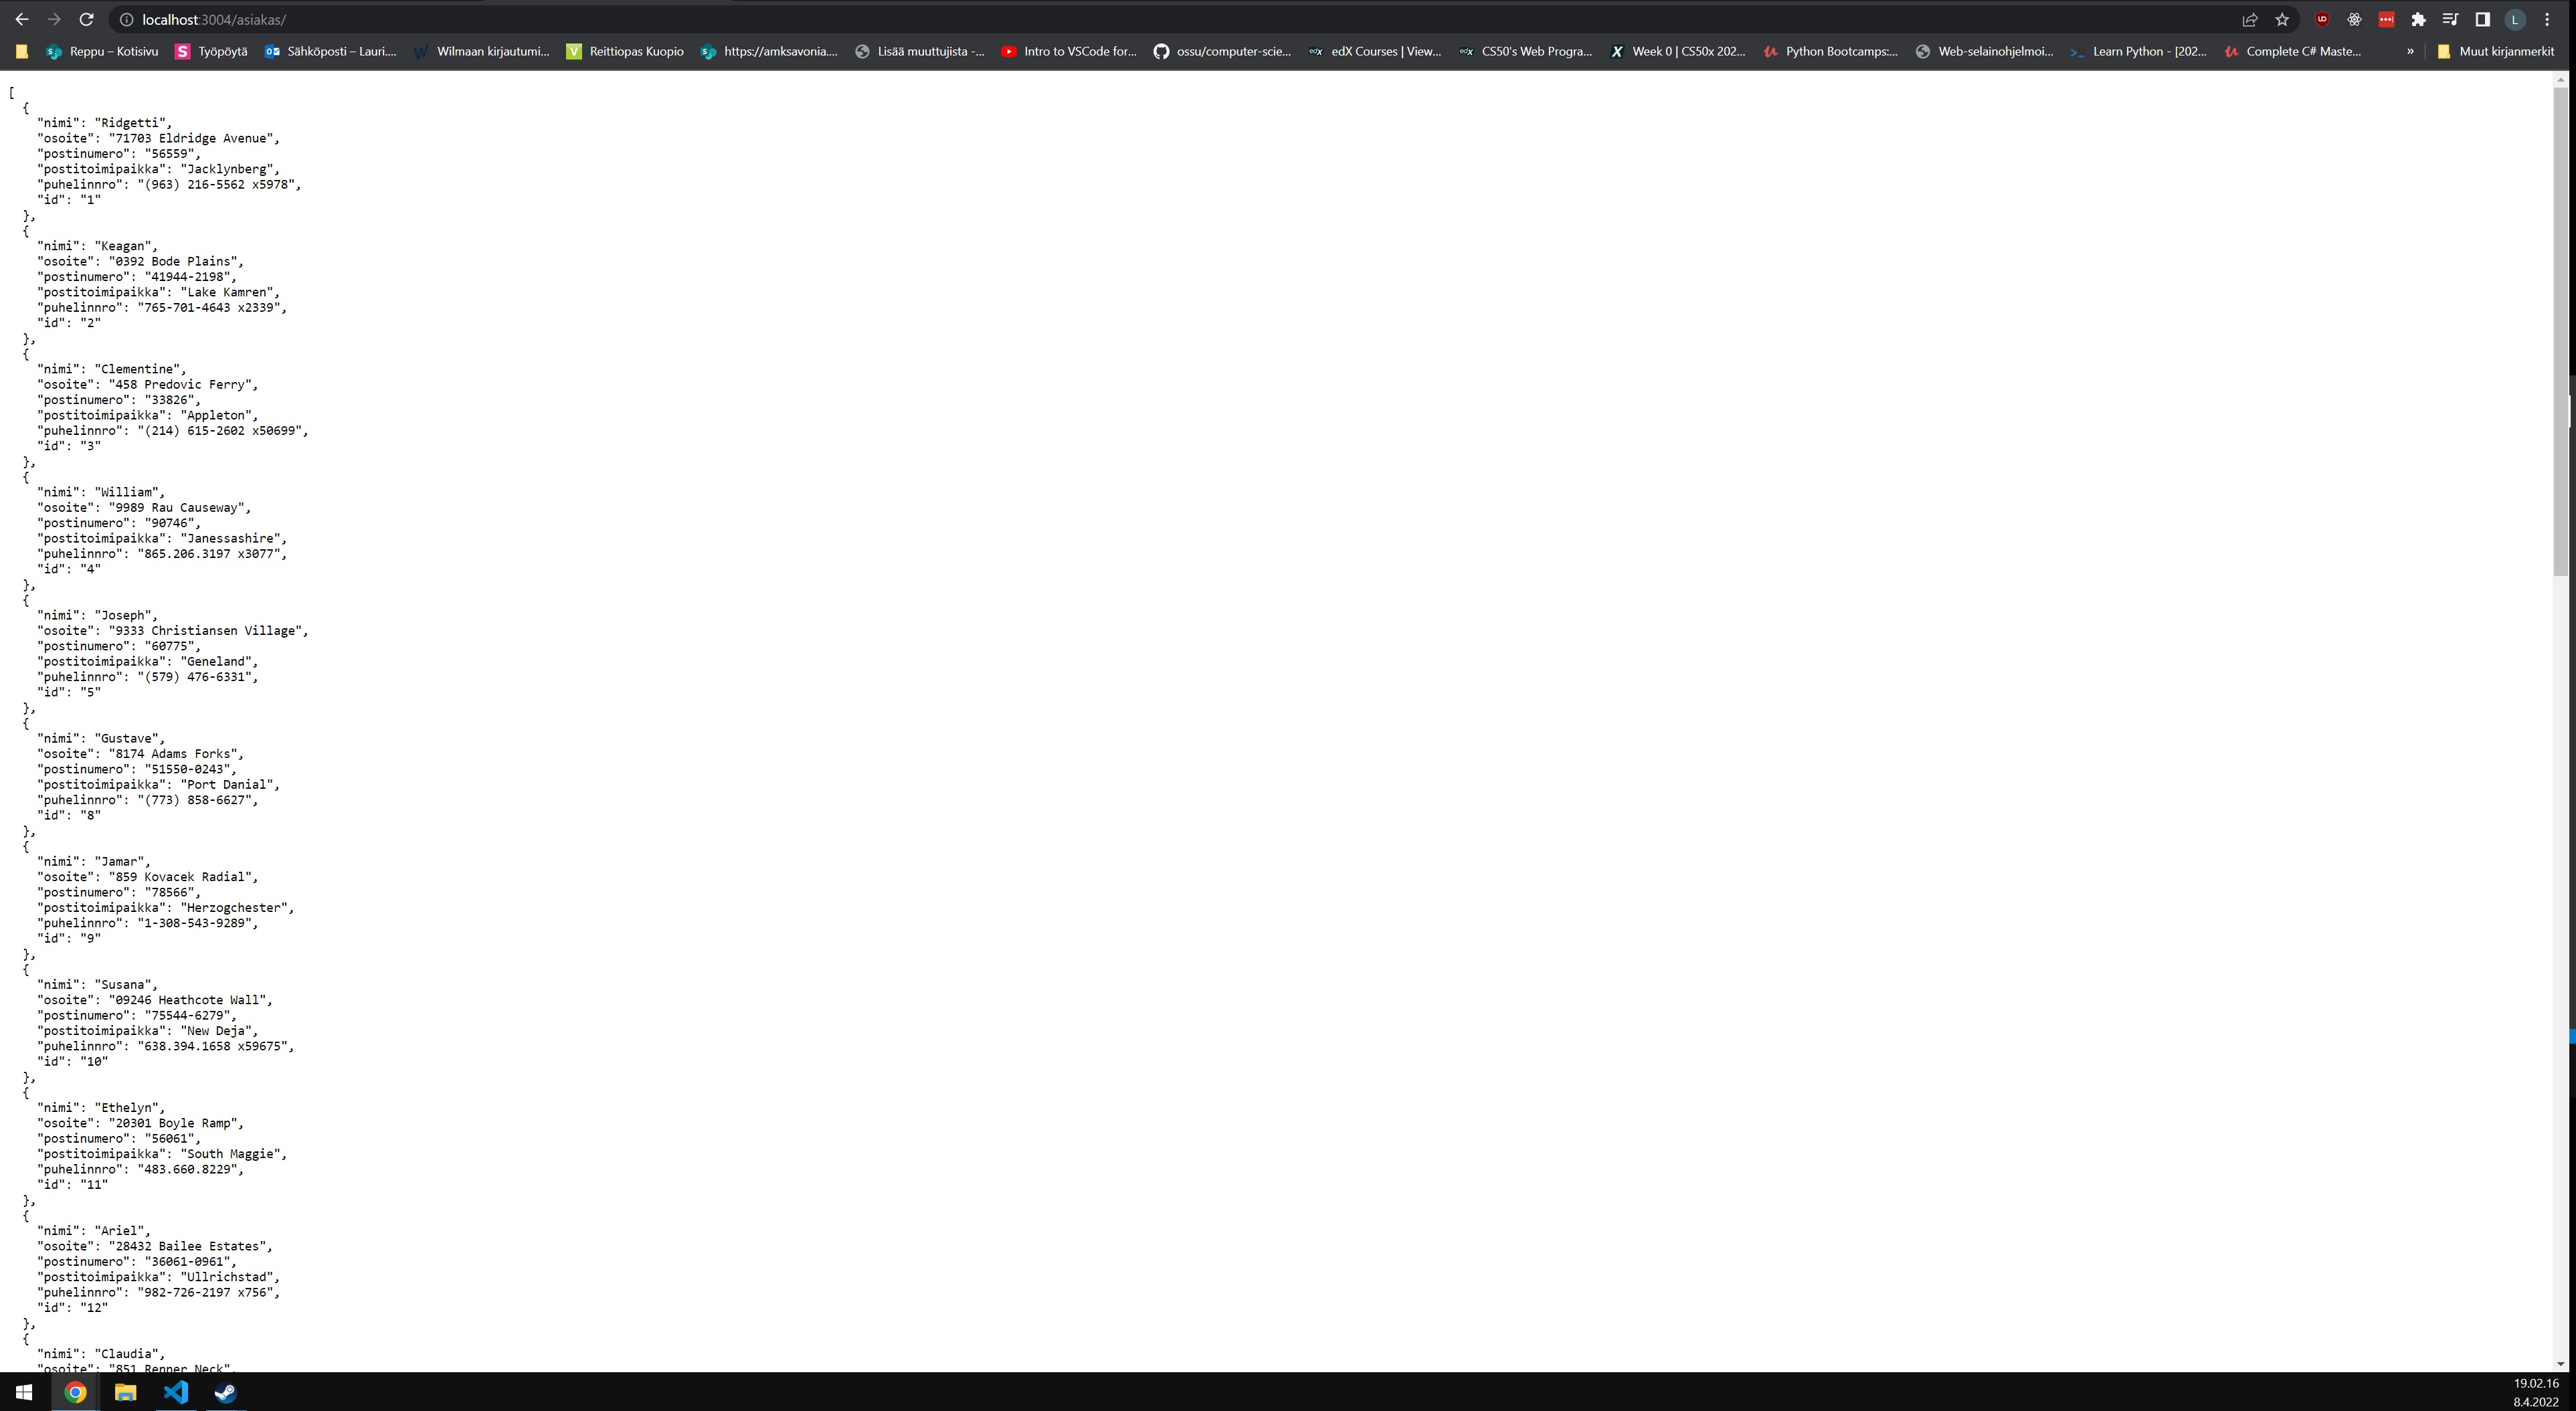 localhost:3004/asiakas/
Reppu – Kotisivu
Työpöytä
Sähköposti – Lauri....
Wilmaan kirjautumi...
Reittiopas Kuopio
https://amksavonia....
Lisää muuttujista -...
Intro to VSCode for...
ossu/computer-scie...
edX Courses | View...
CS50's Web Progra...
Week 0 | CS50x 202...
Python Bootcamps:...
Web-selainohjelmoi...
Learn Python - [202...
Complete C# Maste...
»
Muut kirjanmerkit
[
{
"nimi": "Ridgetti",
"osoite": "71703 Eldridge Avenue",
"postinumero": "56559",
"postitoimipaikka": "Jacklynberg",
"puhelinnro": "(963) 216-5562 x5978",
"id": "1"
},
{
"nimi": "Keagan",
"osoite": "0392 Bode Plains",
"postinumero": "41944-2198",
"postitoimipaikka": "Lake Kamren",
"puhelinnro": "765-701-4643 x2339",
"id": "2"
},
{
"nimi": "Clementine",
"osoite": "458 Predovic Ferry",
"postinumero": "33826",
"postitoimipaikka": "Appleton",
"puhelinnro": "(214) 615-2602 x50699",
"id": "3"
},
{
"nimi": "William",
"osoite": "9989 Rau Causeway",
"postinumero": "90746",
"postitoimipaikka": "Janessashire",
"puhelinnro": "865.206.3197 x3077",
"id": "4"
},
{
"nimi": "Joseph",
"osoite": "9333 Christiansen Village",
"postinumero": "60775",
"postitoimipaikka": "Geneland",
"puhelinnro": "(579) 476-6331",
"id": "5"
},
{
"nimi": "Gustave",
"osoite": "8174 Adams Forks",
"postinumero": "51550-0243",
"postitoimipaikka": "Port Danial",
"puhelinnro": "(773) 858-6627",
"id": "8"
},
{
"nimi": "Jamar",
"osoite": "859 Kovacek Radial",
"postinumero": "78566",
"postitoimipaikka": "Herzogchester",
"puhelinnro": "1-308-543-9289",
"id": "9"
},
{
"nimi": "Susana",
"osoite": "09246 Heathcote Wall",
"postinumero": "75544-6279",
"postitoimipaikka": "New Deja",
"puhelinnro": "638.394.1658 x59675",
"id": "10"
},
{
"nimi": "Ethelyn",
"osoite": "20301 Boyle Ramp",
"postinumero": "56061",
"postitoimipaikka": "South Maggie",
"puhelinnro": "483.660.8229",
"id": "11"
},
{
"nimi": "Ariel",
"osoite": "28432 Bailee Estates",
"postinumero": "36061-0961",
"postitoimipaikka": "Ullrichstad",
"puhelinnro": "982-726-2197 x756",
"id": "12"
},
{
"nimi": "Claudia",
"osoite": "851 Renner Neck",
19.02.16
8.4.2022